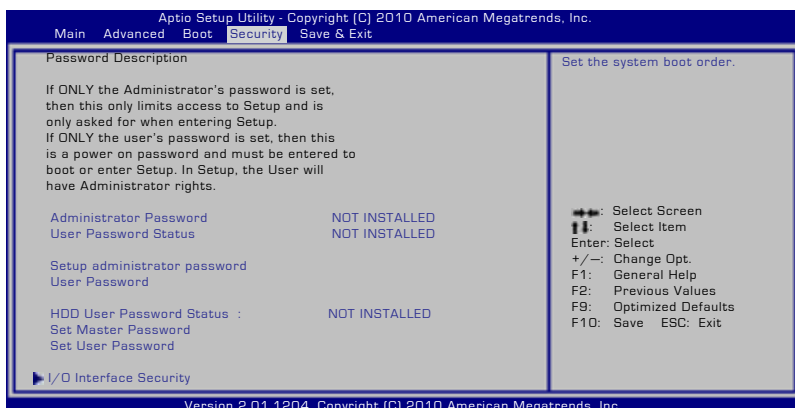 Aptio Setup Utility - Copyright (C) 2010 American Megatrends, Inc.
Main Advanced Boot Security Save & Exit
Password Description
If ONLY the Administrator's password is set,
then this only limits access to Setup and is
only asked for when entering Setup.
If ONLY the user's password is set, then this
is a power on password and must be entered to
boot or enter Setup. In Setup, the User will
have Administrator rights.
Administrator Password NOT INSTALLED
User Password Status NOT INSTALLED
Setup administrator password
User Password
HDD User Password Status : NOT INSTALLED
Set Master Password
Set User Password
I/O Interface Security
Set the system boot order.
→←: Select Screen
↑↓: Select Item
Enter: Select
+/—: Change Opt.
F1: General Help
F2: Previous Values
F9: Optimized Defaults
F10: Save ESC: Exit
Version 2.01.1204. Copyright (C) 2010 American Megatrends, Inc.